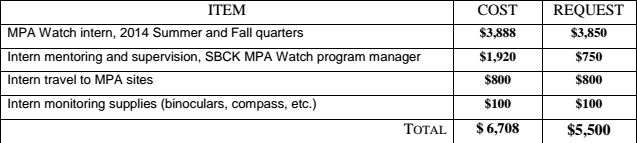 ITEM COST REQUEST
MPA Watch intern, 2014 Summer and Fall quarters $3,888 $3,850
Intern mentoring and supervision, SBCK MPA Watch program manager $1,920 $750
Intern travel to MPA sites $800 $800
Intern monitoring supplies (binoculars, compass, etc.) $100 $100
TOTAL $ 6,708 $5,500